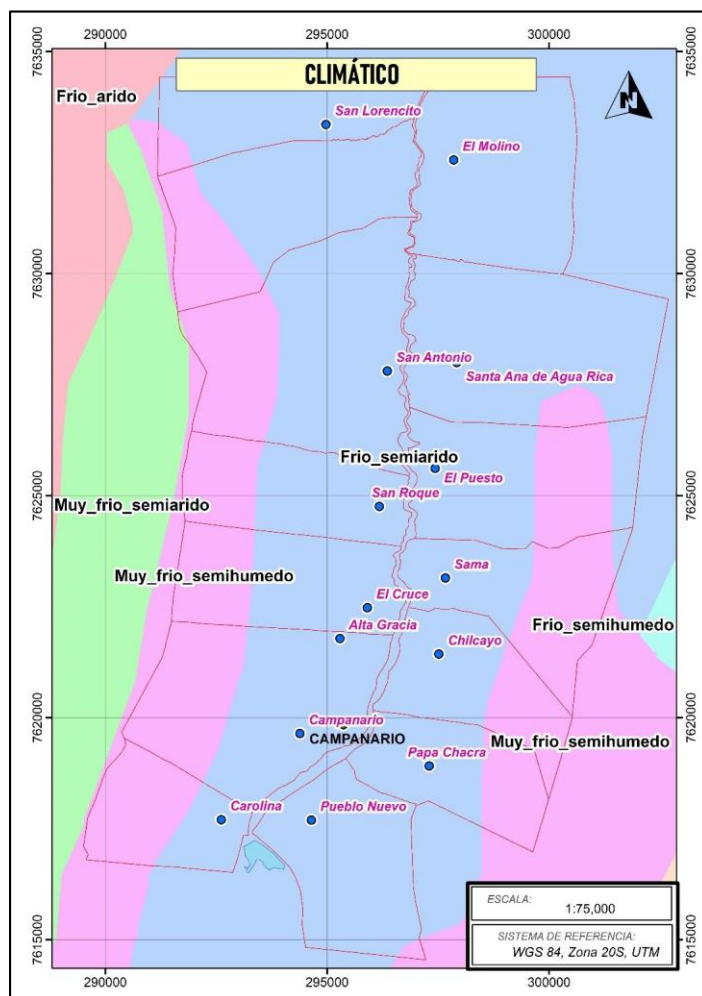 290000
295000
300000
7635000
7635000
CLIMÁTICO
Frio_arido
San Lorencito
N
El Molino
7630000
7630000
San Antonio
Santa Ana de Agua Rica
Frio_semiarido
El Puesto
7625000
7625000
San Roque
Muy_frio_semiarido
Muy_frio_semihumedo
Sama
El Cruce
Alta Gracia
Frio_semihumedo
Chilcayo
7620000
7620000
Campanario
CAMPANARIO
Muy_frio_semihumedo
Papa Chacra
Carolina
Pueblo Nuevo
ESCALA:
1:75,000
SISTEMA DE REFERENCIA:
WGS 84, Zona 20S, UTM
7615000
7615000
290000
295000
300000